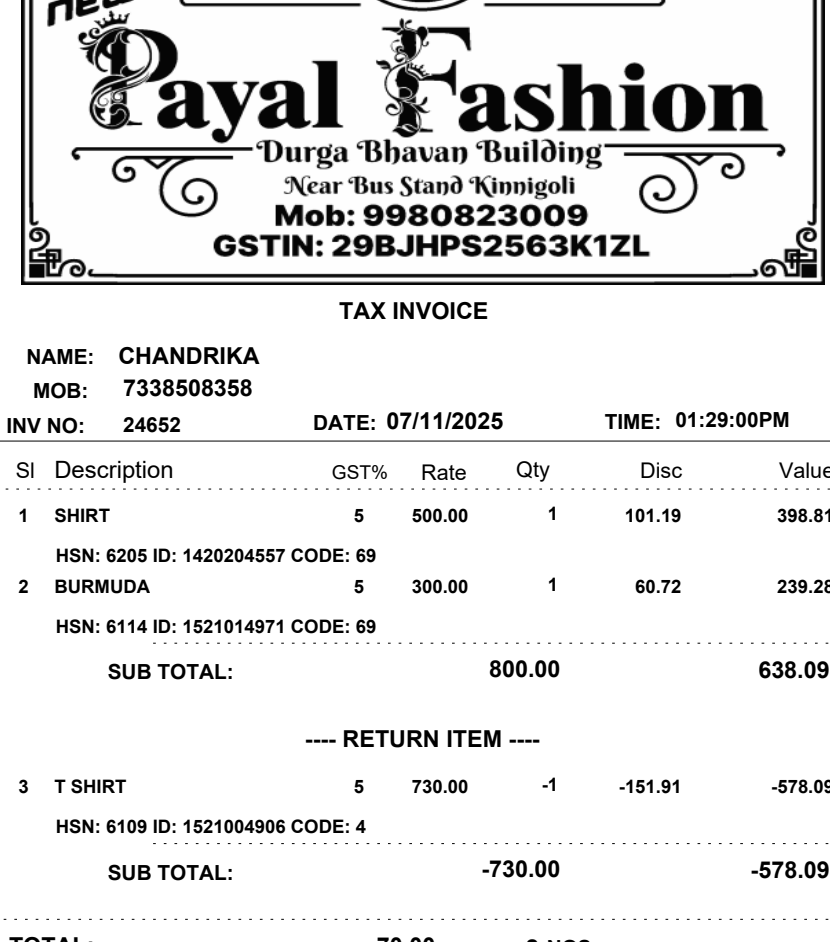 new
Payal Fashion
Durga Bhavan Building
Near Bus Stand Kinnigoli
Mob: 9980823009
GSTIN: 29BJHPS2563K1ZL
TAX INVOICE
NAME: CHANDRIKA
MOB: 7338508358
INV NO: 24652 DATE: 07/11/2025 TIME: 01:29:00PM
Sl Description GST% Rate Qty Disc Value
1 SHIRT 5 500.00 1 101.19 398.81
HSN: 6205 ID: 1420204557 CODE: 69
2 BURMUDA 5 300.00 1 60.72 239.28
HSN: 6114 ID: 1521014971 CODE: 69
SUB TOTAL: 800.00 638.09
---- RETURN ITEM ----
3 T SHIRT 5 730.00 -1 -151.91 -578.09
HSN: 6109 ID: 1521004906 CODE: 4
SUB TOTAL: -730.00 -578.09
TOTAL: 70.00